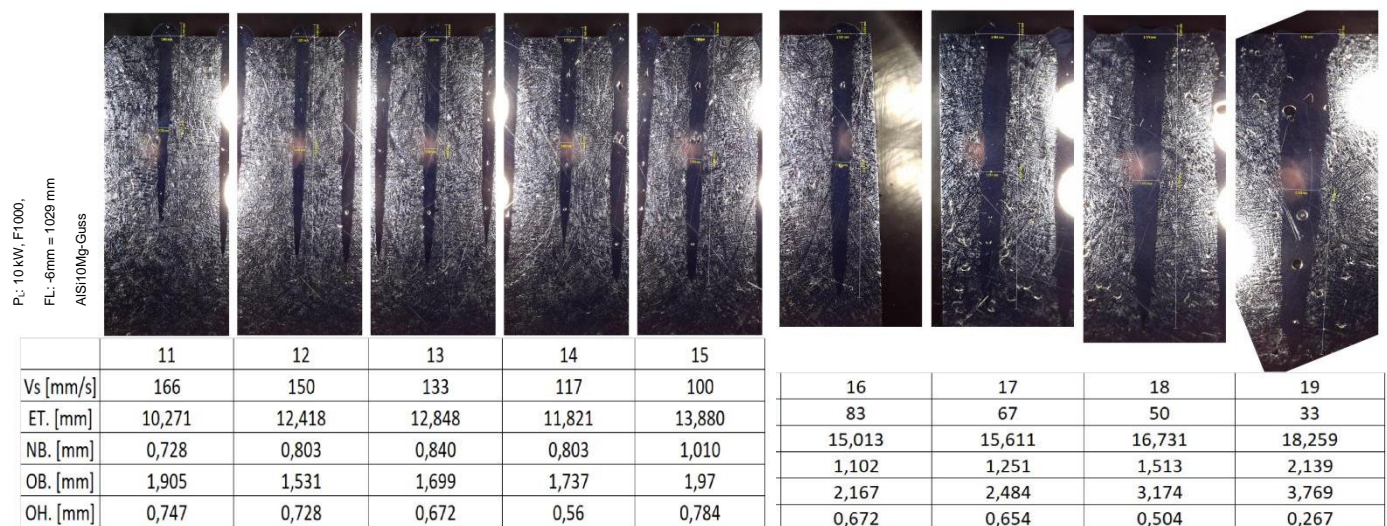 P_L: 10 kW, F1000,
FL: -6mm = 1029 mm
AlSi10Mg-Guss
11 12 13 14 15
Vs [mm/s] 166 150 133 117 100
ET. [mm] 10,271 12,418 12,848 11,821 13,880
NB. [mm] 0,728 0,803 0,840 0,803 1,010
OB. [mm] 1,905 1,531 1,699 1,737 1,97
OH. [mm] 0,747 0,728 0,672 0,56 0,784
16 17 18 19
83 67 50 33
15,013 15,611 16,731 18,259
1,102 1,251 1,513 2,139
2,167 2,484 3,174 3,769
0,672 0,654 0,504 0,267